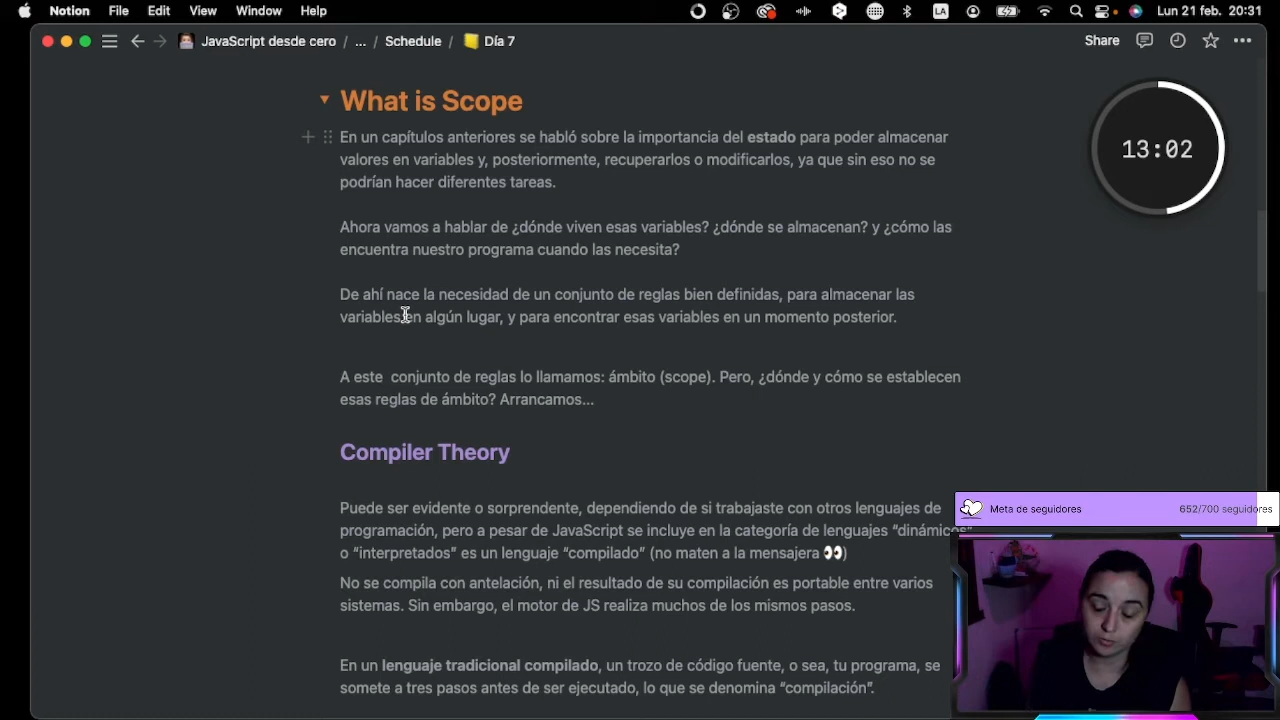 Notion File Edit View Window Help LA Lun 21 feb. 20:31
JavaScript desde cero / ... / Schedule / Día 7 Share
What is Scope
13:02
En un capítulos anteriores se habló sobre la importancia del estado para poder almacenar
valores en variables y, posteriormente, recuperarlos o modificarlos, ya que sin eso no se
podrían hacer diferentes tareas.
Ahora vamos a hablar de ¿dónde viven esas variables? ¿dónde se almacenan? y ¿cómo las
encuentra nuestro programa cuando las necesita?
De ahí nace la necesidad de un conjunto de reglas bien definidas, para almacenar las
variables en algún lugar, y para encontrar esas variables en un momento posterior.
A este  conjunto de reglas lo llamamos: ámbito (scope). Pero, ¿dónde y cómo se establecen
esas reglas de ámbito? Arrancamos...
Compiler Theory
Puede ser evidente o sorprendente, dependiendo de si trabajaste con otros lenguajes de
programación, pero a pesar de JavaScript se incluye en la categoría de lenguajes “dinámicos”
o “interpretados” es un lenguaje “compilado” (no maten a la mensajera 👀)
Meta de seguidores 652/700 seguidores
No se compila con antelación, ni el resultado de su compilación es portable entre varios
sistemas. Sin embargo, el motor de JS realiza muchos de los mismos pasos.
En un lenguaje tradicional compilado, un trozo de código fuente, o sea, tu programa, se
somete a tres pasos antes de ser ejecutado, lo que se denomina “compilación”.